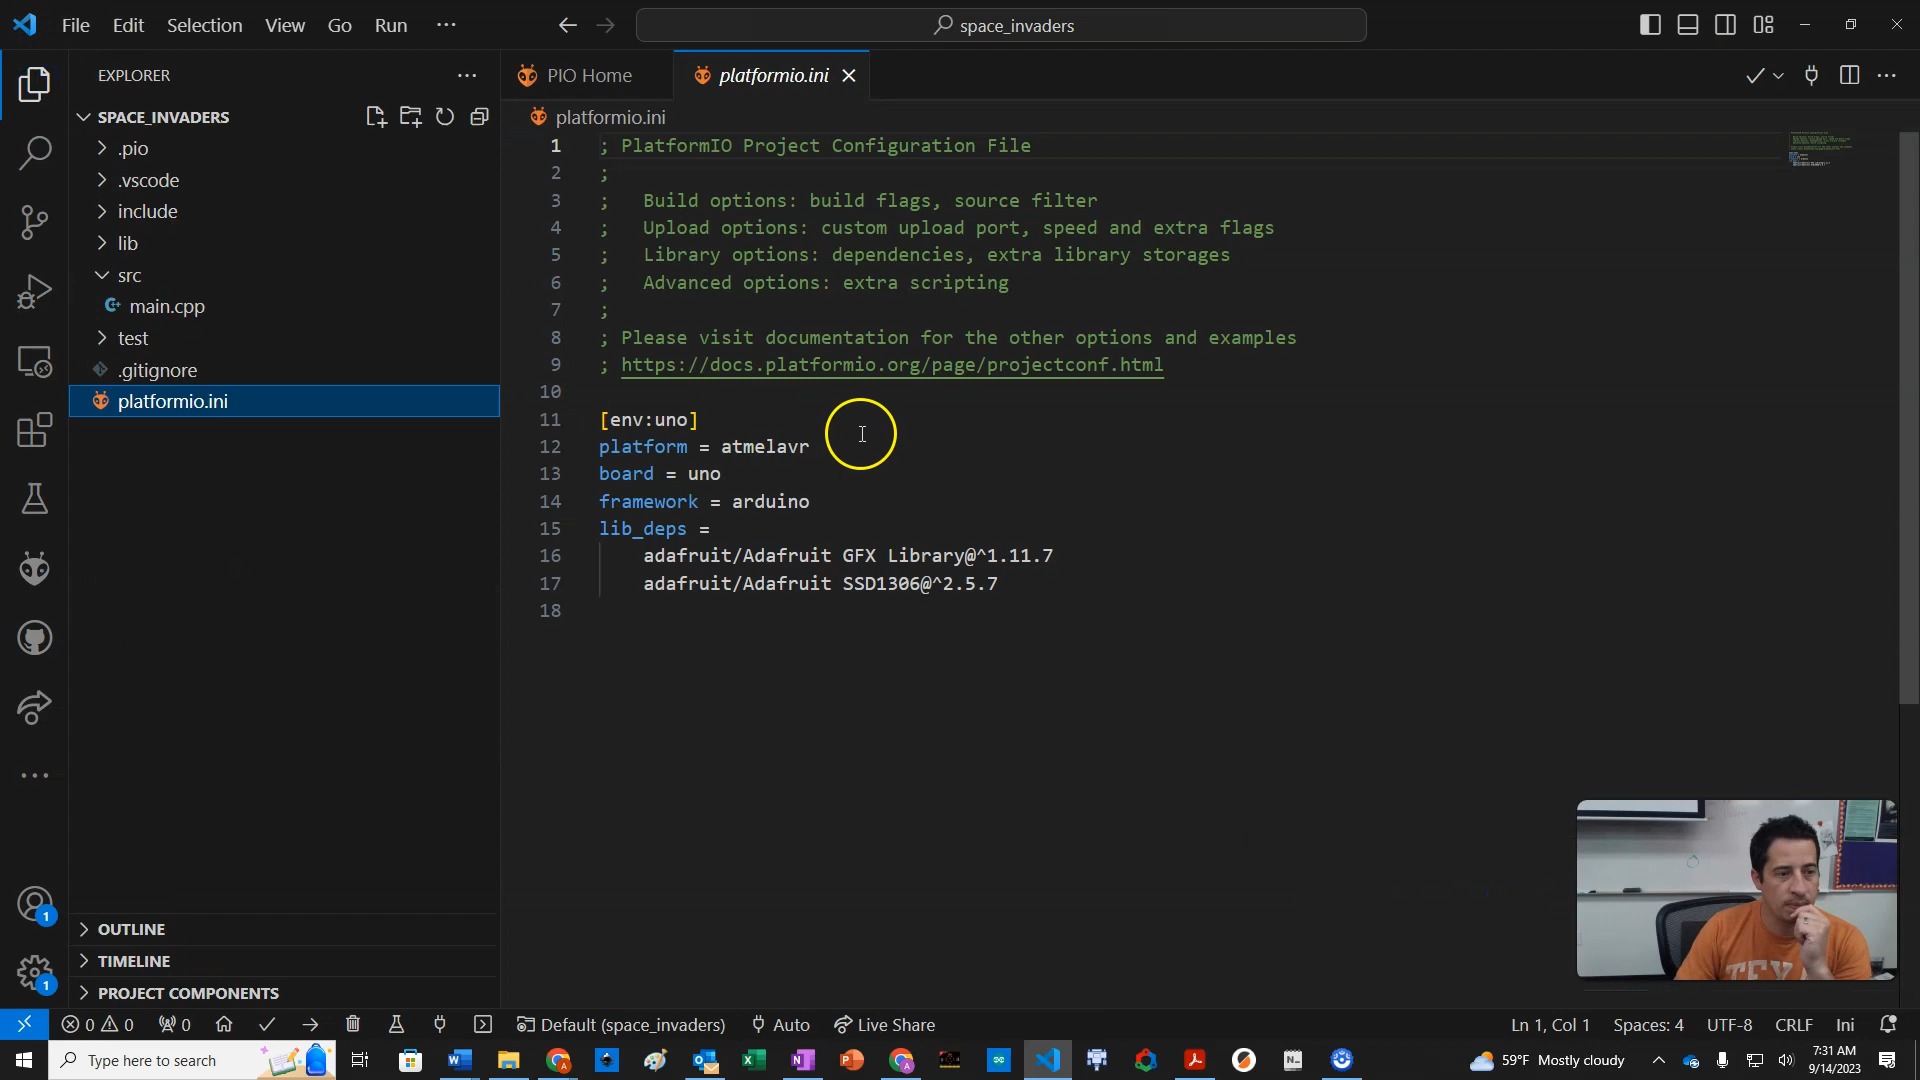 File Edit Selection View Go Run ···
space_invaders
EXPLORER
PIO Home
platformio.ini
SPACE_INVADERS
.pio
.vscode
include
lib
src
main.cpp
test
.gitignore
platformio.ini
platformio.ini
1 ; PlatformIO Project Configuration File
2 ;
3 ;   Build options: build flags, source filter
4 ;   Upload options: custom upload port, speed and extra flags
5 ;   Library options: dependencies, extra library storages
6 ;   Advanced options: extra scripting
7 ;
8 ; Please visit documentation for the other options and examples
9 ; https://docs.platformio.org/page/projectconf.html
10
11 [env:uno]
12 platform = atmelavr
13 board = uno
14 framework = arduino
15 lib_deps =
16     adafruit/Adafruit GFX Library@^1.11.7
17     adafruit/Adafruit SSD1306@^2.5.7
18
1
OUTLINE
TIMELINE
1
PROJECT COMPONENTS
0 0 0 Default (space_invaders) Auto Live Share Ln 1, Col 1 Spaces: 4 UTF-8 CRLF Ini
Type here to search
59°F Mostly cloudy
7:31 AM
9/14/2023